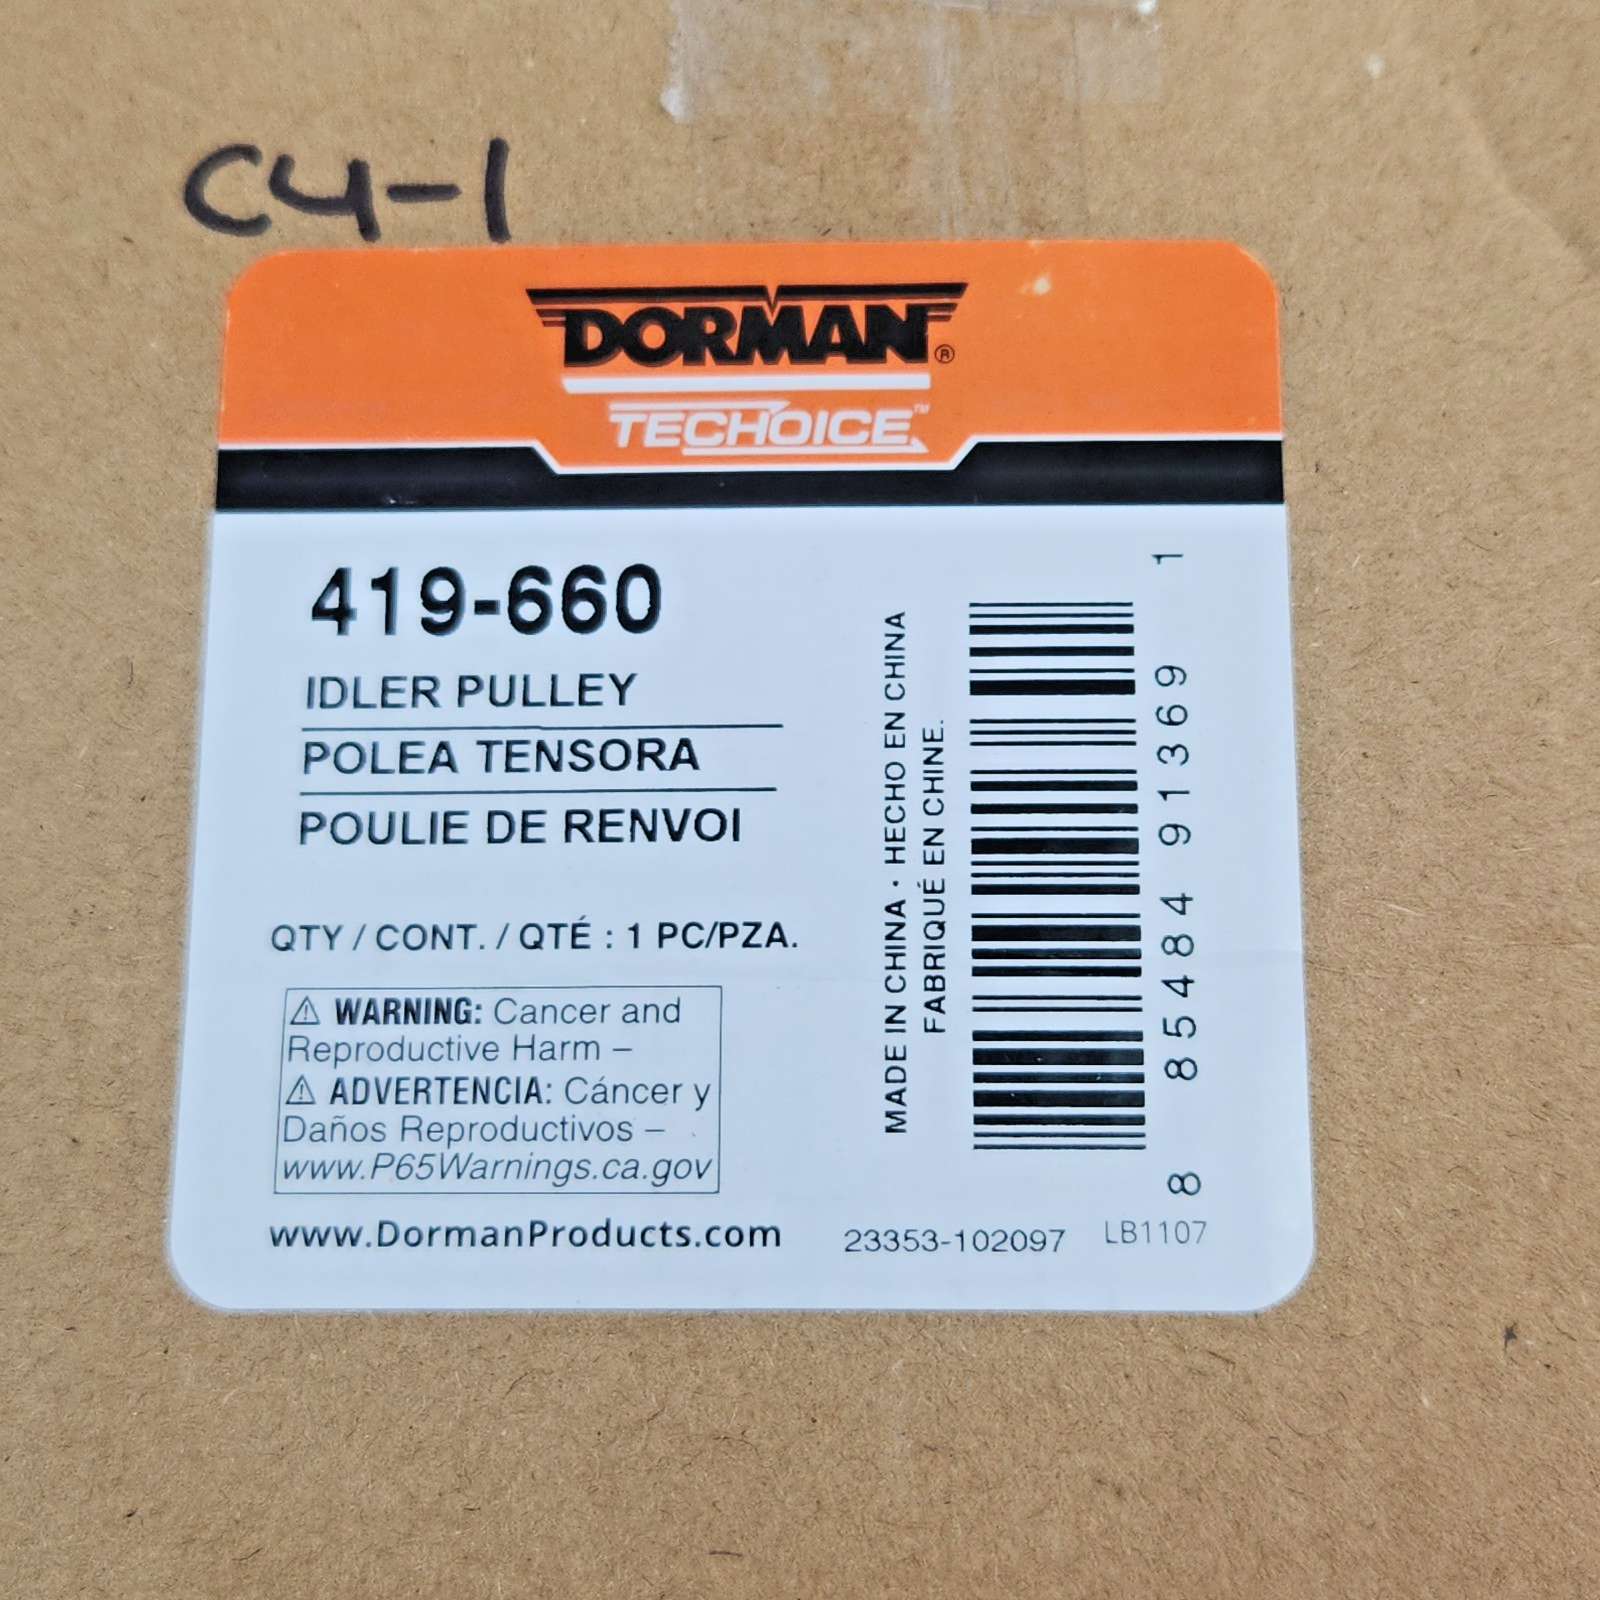 C4-1
DORMAN®
TECHOICE™
419-660
IDLER PULLEY
POLEA TENSORA
POULIE DE RENVOI
QTY / CONT. / QTÉ : 1 PC/PZA.
⚠ WARNING: Cancer and
Reproductive Harm –
⚠ ADVERTENCIA: Cáncer y
Daños Reproductivos –
www.P65Warnings.ca.gov
www.DormanProducts.com
MADE IN CHINA · HECHO EN CHINA
FABRIQUÉ EN CHINE.
8 85484 91369 1
23353-102097
LB1107